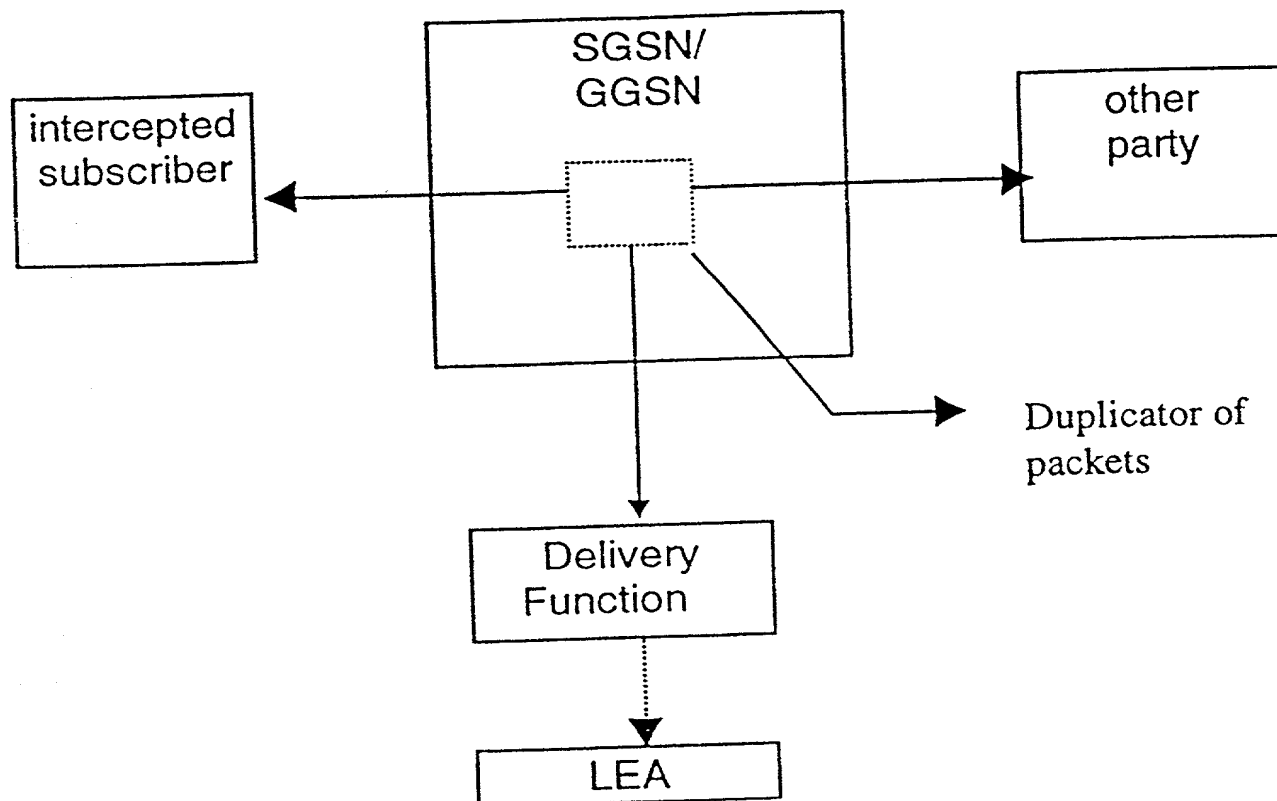 SGSN/
GGSN
intercepted
subscriber
other
party
Duplicator of
packets
Delivery
Function
LEA